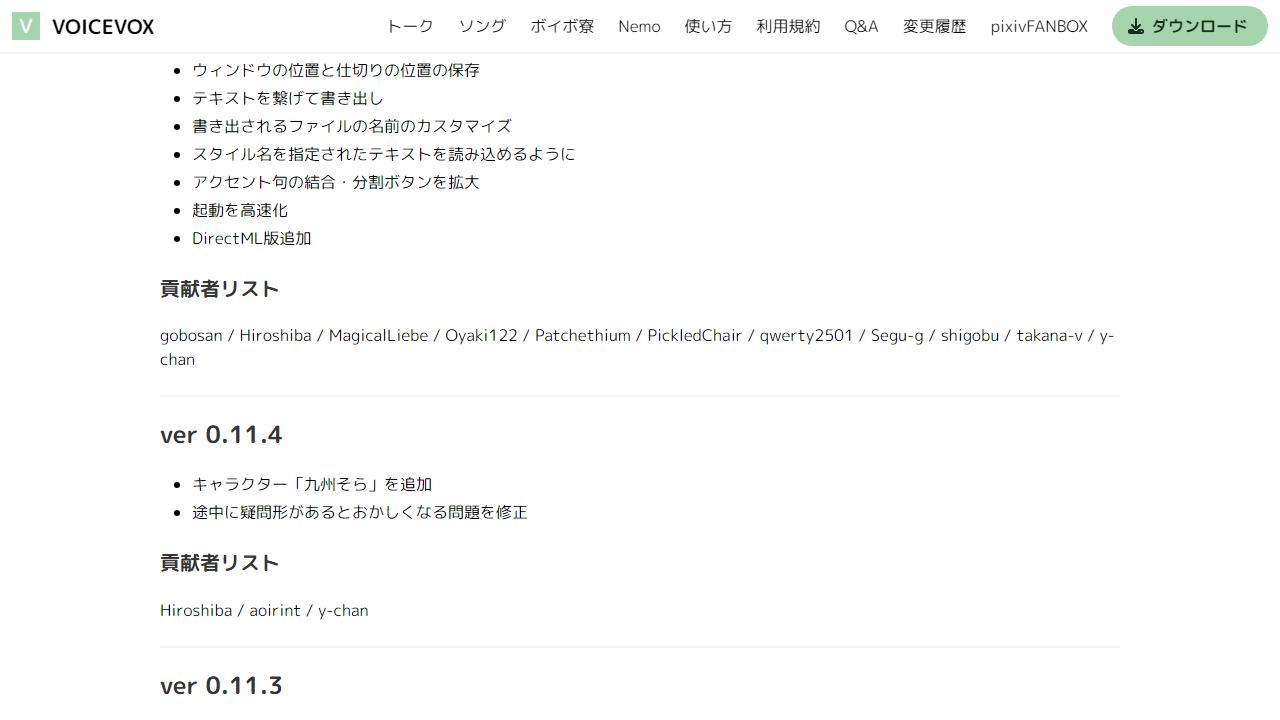 V VOICEVOX トーク ソング ボイボ寮 Nemo 使い方 利用規約 Q&A 変更履歴 pixivFANBOX ダウンロード
ウィンドウの位置と仕切りの位置の保存
テキストを繋げて書き出し
書き出されるファイルの名前のカスタマイズ
スタイル名を指定されたテキストを読み込めるように
アクセント句の結合・分割ボタンを拡大
起動を高速化
DirectML版追加
貢献者リスト
gobosan / Hiroshiba / MagicalLiebe / Oyaki122 / Patchethium / PickledChair / qwerty2501 / Segu-g / shigobu / takana-v / y-
chan
ver 0.11.4
キャラクター「九州そら」を追加
途中に疑問形があるとおかしくなる問題を修正
貢献者リスト
Hiroshiba / aoirint / y-chan
ver 0.11.3